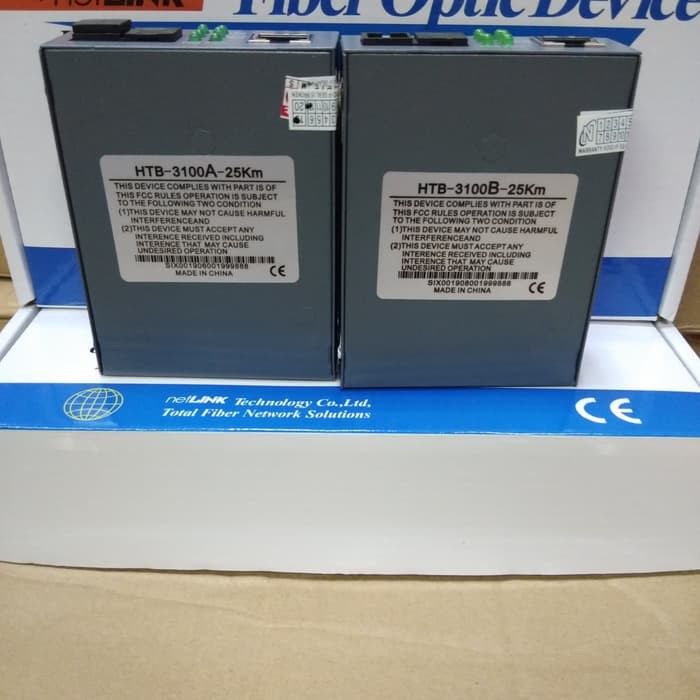 netLINK
Fiber Optic Device
HTB-3100A-25Km
THIS DEVICE COMPLIES WITH PART IS OF
THIS FCC RULES OPERATION IS SUBJECT
TO THE FOLLOWING TWO CONDITION
(1)THIS DEVICE MAY NOT CAUSE HARMFUL
INTERFERENCEAND
(2)THIS DEVICE MUST ACCEPT ANY
INTERENCE RECEIVED INCLUDING
INTERENCE THAT MAY CAUSE
UNDESIRED OPERATION
SIX001908001999888
MADE IN CHINA
CE
HTB-3100B-25Km
THIS DEVICE COMPLIES WITH PART IS OF
THIS FCC RULES OPERATION IS SUBJECT
TO THE FOLLOWING TWO CONDITION
(1)THIS DEVICE MAY NOT CAUSE HARMFUL
INTERFERENCEAND
(2)THIS DEVICE MUST ACCEPT ANY
INTERENCE RECEIVED INCLUDING
INTERENCE THAT MAY CAUSE
UNDESIRED OPERATION
SIX001908001999888
MADE IN CHINA
CE
netLINK Technology Co.,Ltd,
Total Fiber Network Solutions
CE